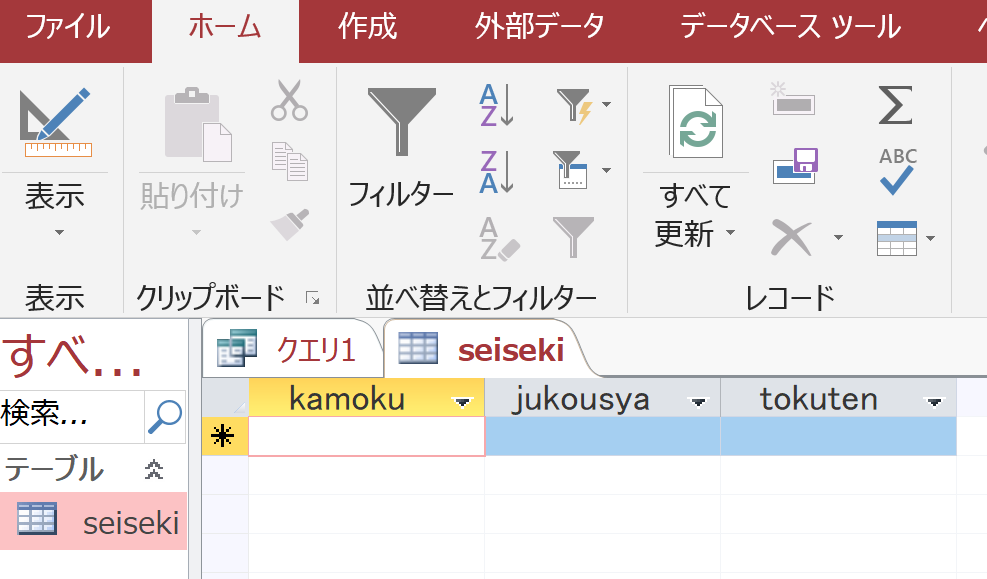 ファイル ホーム 作成 外部データ データベース ツール
表示
貼り付け
フィルター
すべて
更新
ABC
表示 クリップボード 並べ替えとフィルター レコード
すべ...
検索...
テーブル
seiseki
クエリ1 seiseki
kamoku jukousya tokuten